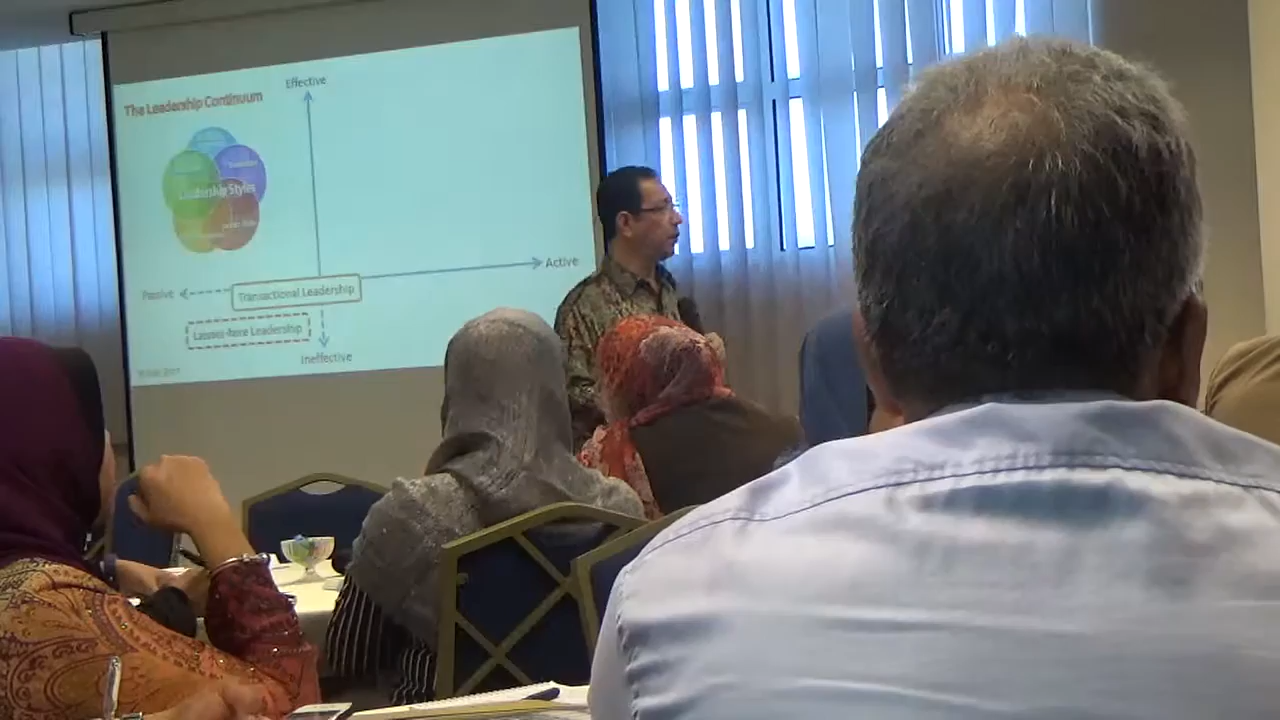 Effective
The Leadership Continuum
Leadership Styles
Active
Passive
Transactional Leadership
Laissez-faire Leadership
Ineffective